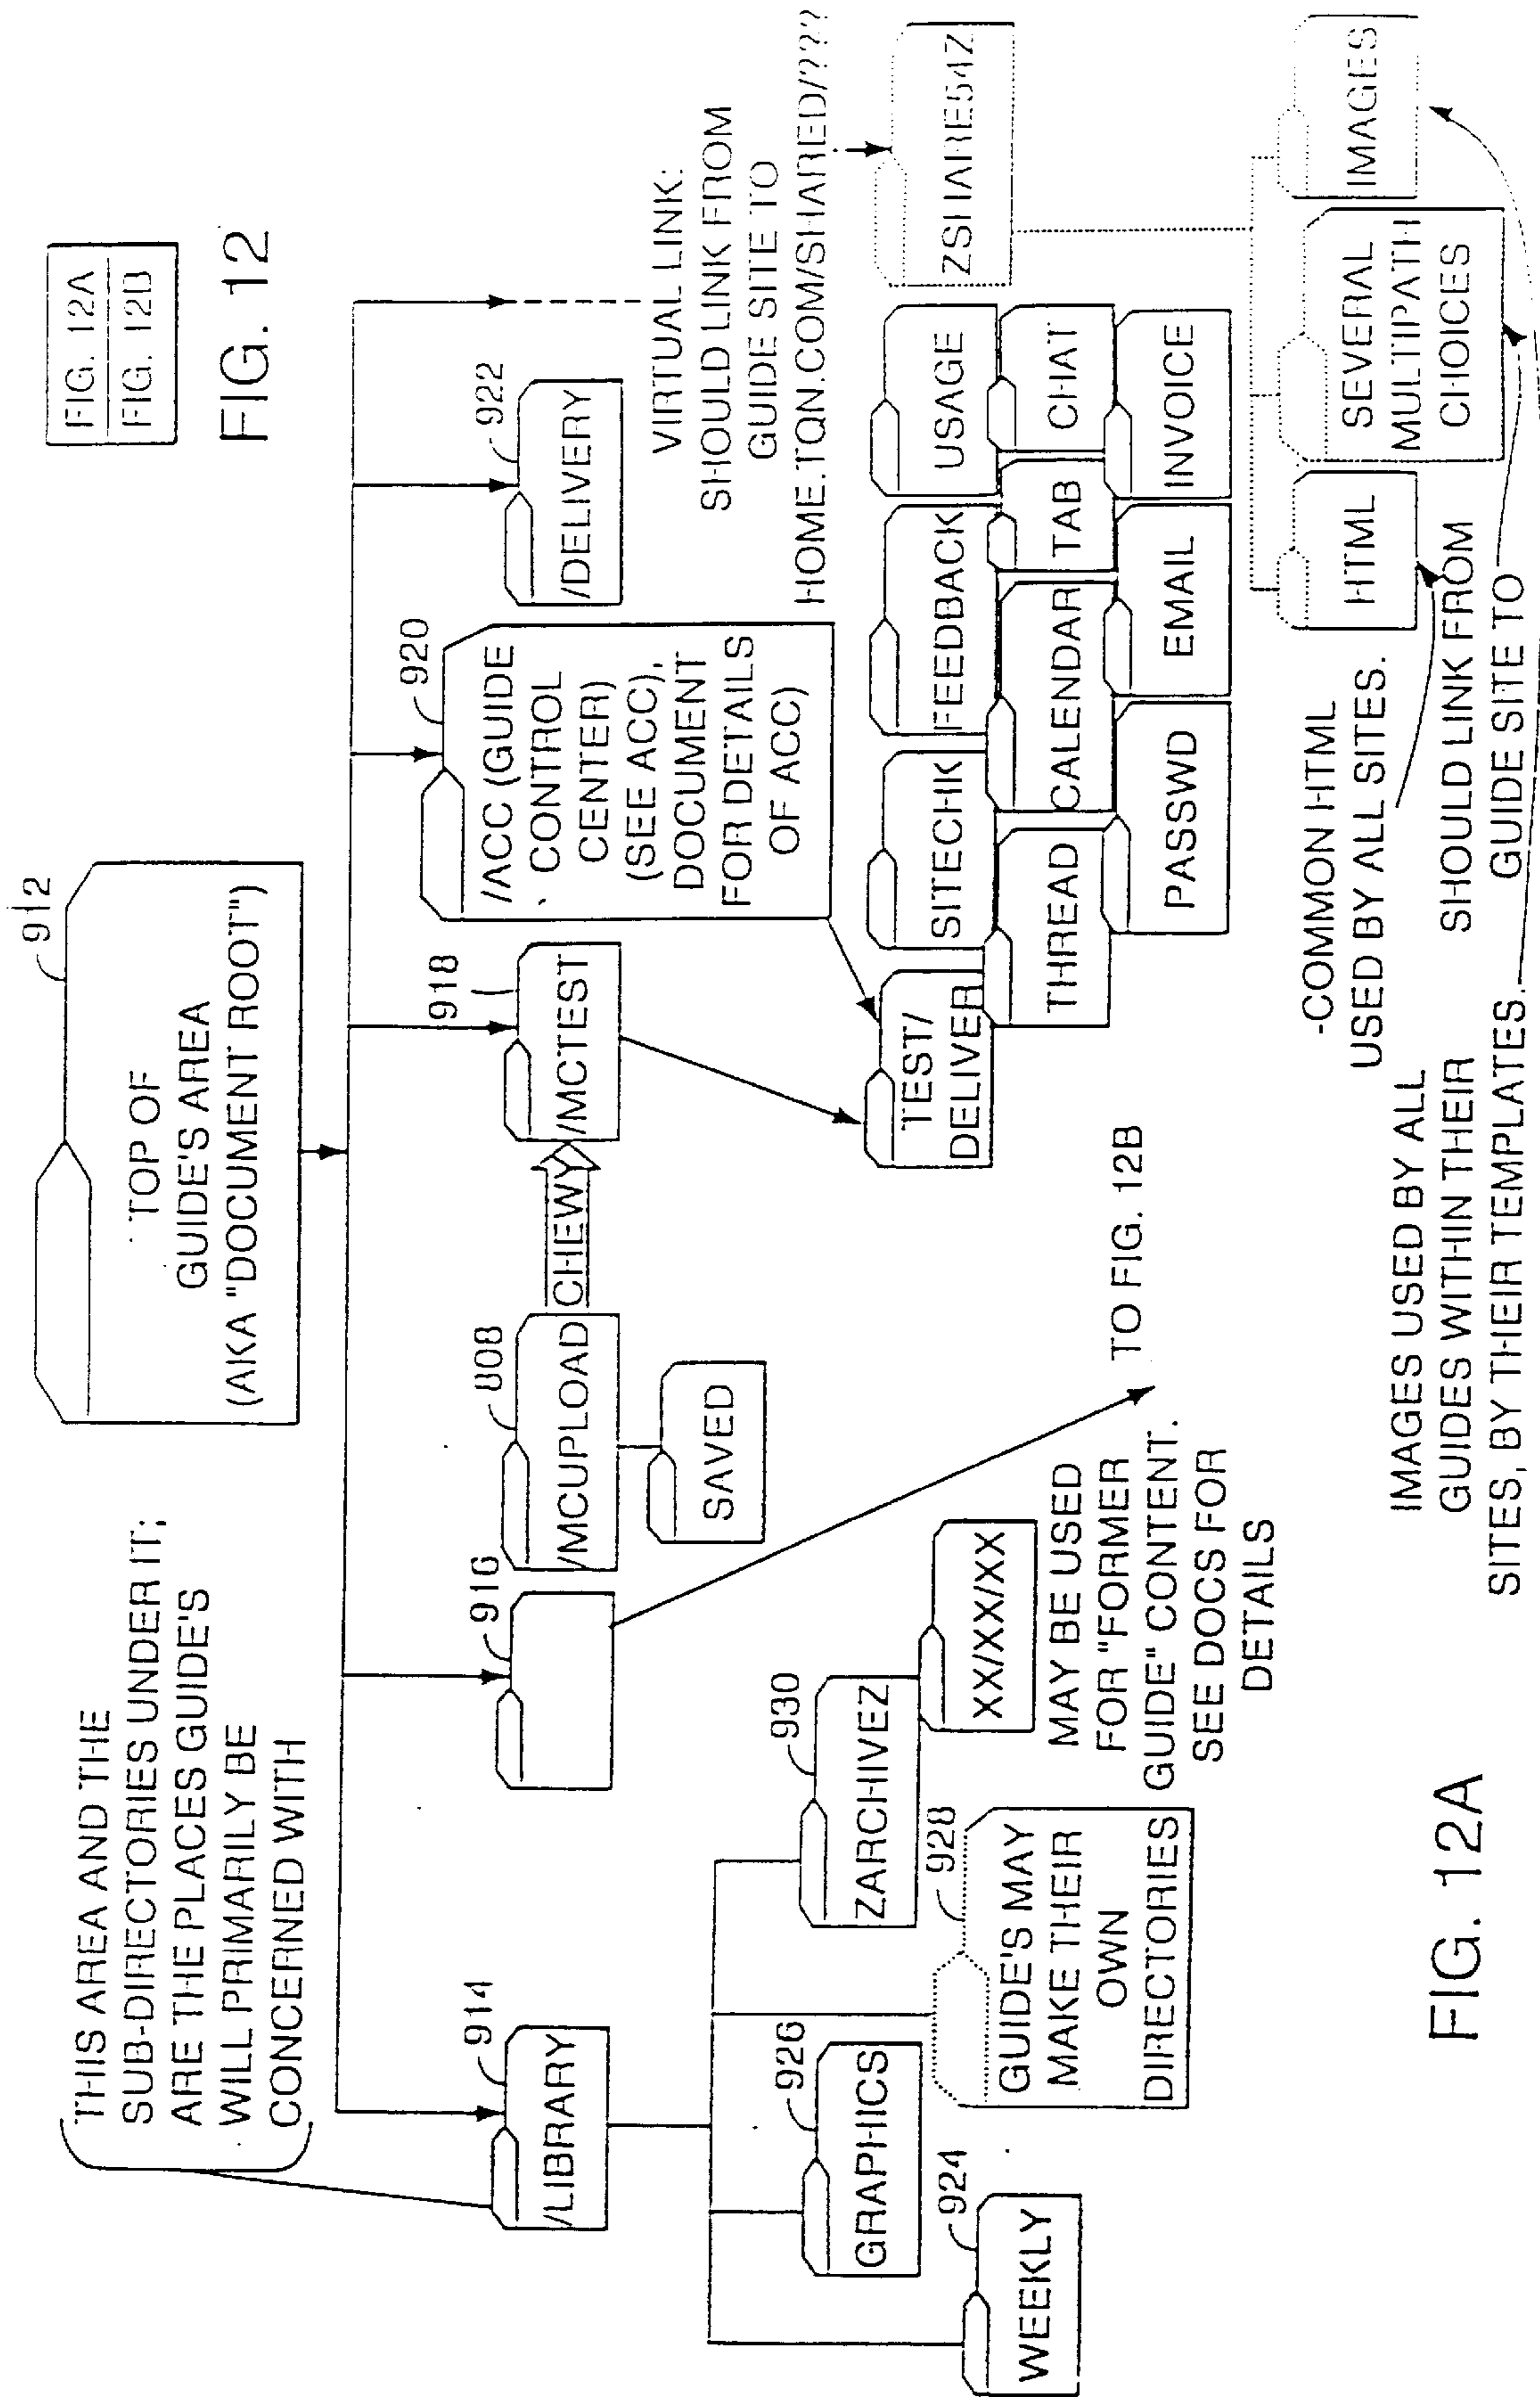 FIG. 12A
FIG. 12B
FIG. 12
912
TOP OF
GUIDE'S AREA
(AKA "DOCUMENT ROOT")
THIS AREA AND THE
SUB-DIRECTORIES UNDER IT;
ARE THE PLACES GUIDE'S
WILL PRIMARILY BE
CONCERNED WITH
914
/LIBRARY
916
808
/MCUPLOAD
CHEWY
SAVED
918
/MCTEST
920
/ACC (GUIDE
CONTROL
CENTER)
(SEE ACC),
DOCUMENT
FOR DETAILS
OF ACC)
922
/DELIVERY
VIRTUAL LINK:
SHOULD LINK FROM
GUIDE SITE TO
HOME.TQN.COM/SHARED/???
924
WEEKLY
926
GRAPHICS
928
GUIDE'S MAY
MAKE THEIR
OWN
DIRECTORIES
930
ZARCHIVEZ
XX/XX/XX
MAY BE USED
FOR "FORMER
GUIDE" CONTENT.
SEE DOCS FOR
DETAILS
TO FIG. 12B
TEST/
DELIVER
SITECHK
FEEDBACK
USAGE
THREAD
CALENDAR
TAB
CHAT
PASSWD
EMAIL
INVOICE
ZSHARE54Z
HTML
SEVERAL
MULTIPATH
CHOICES
IMAGES
-COMMON HTML
USED BY ALL SITES.
SHOULD LINK FROM
GUIDE SITE TO
IMAGES USED BY ALL
GUIDES WITHIN THEIR
SITES, BY THEIR TEMPLATES.
FIG. 12A